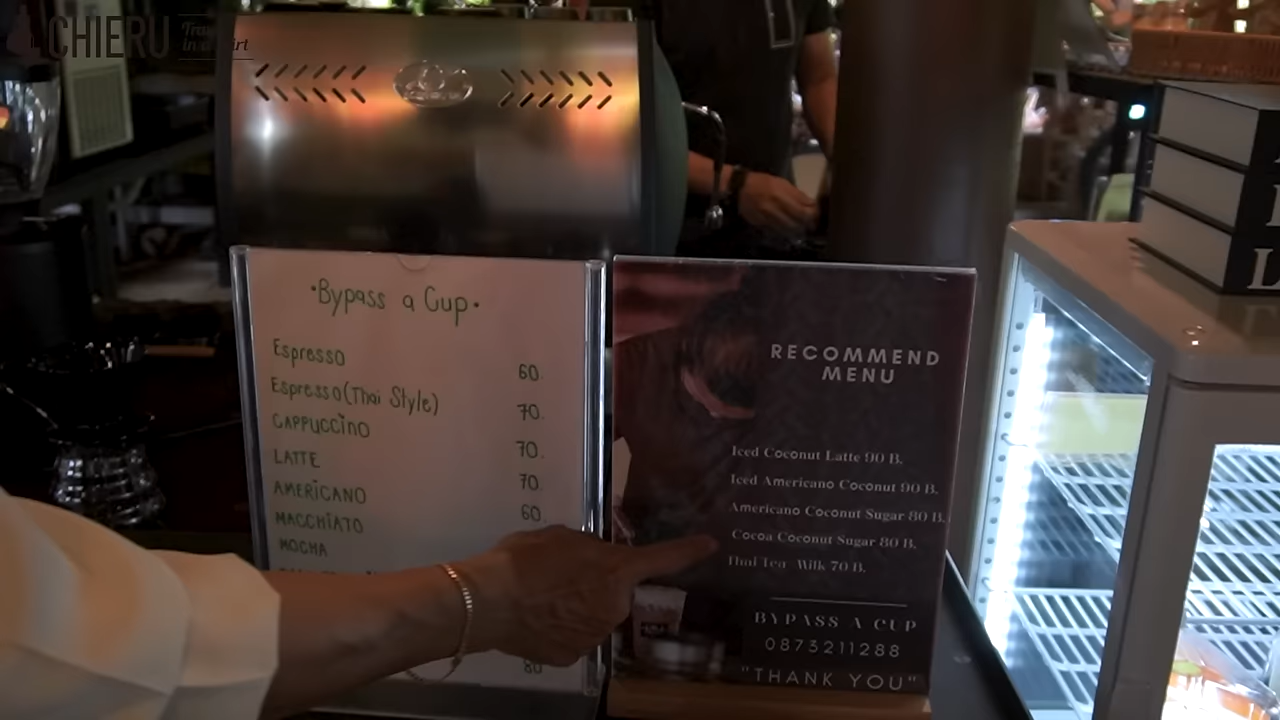 CHIERU
·Bypass a Cup·
Espresso 60.
Espresso (Thai Style) 70.
CAPPUCCINO 70.
LATTE 70.
AMERICANO 60.
MACCHIATO
MOCHA
80
RECOMMEND
MENU
Iced Coconut Latte 90 B.
Iced Americano Coconut 90 B.
Americano Coconut Sugar 80 B.
Cocoa Coconut Sugar 80 B.
Thai Tea Milk 70 B.
BYPASS A CUP
0873211288
"THANK YOU"
L